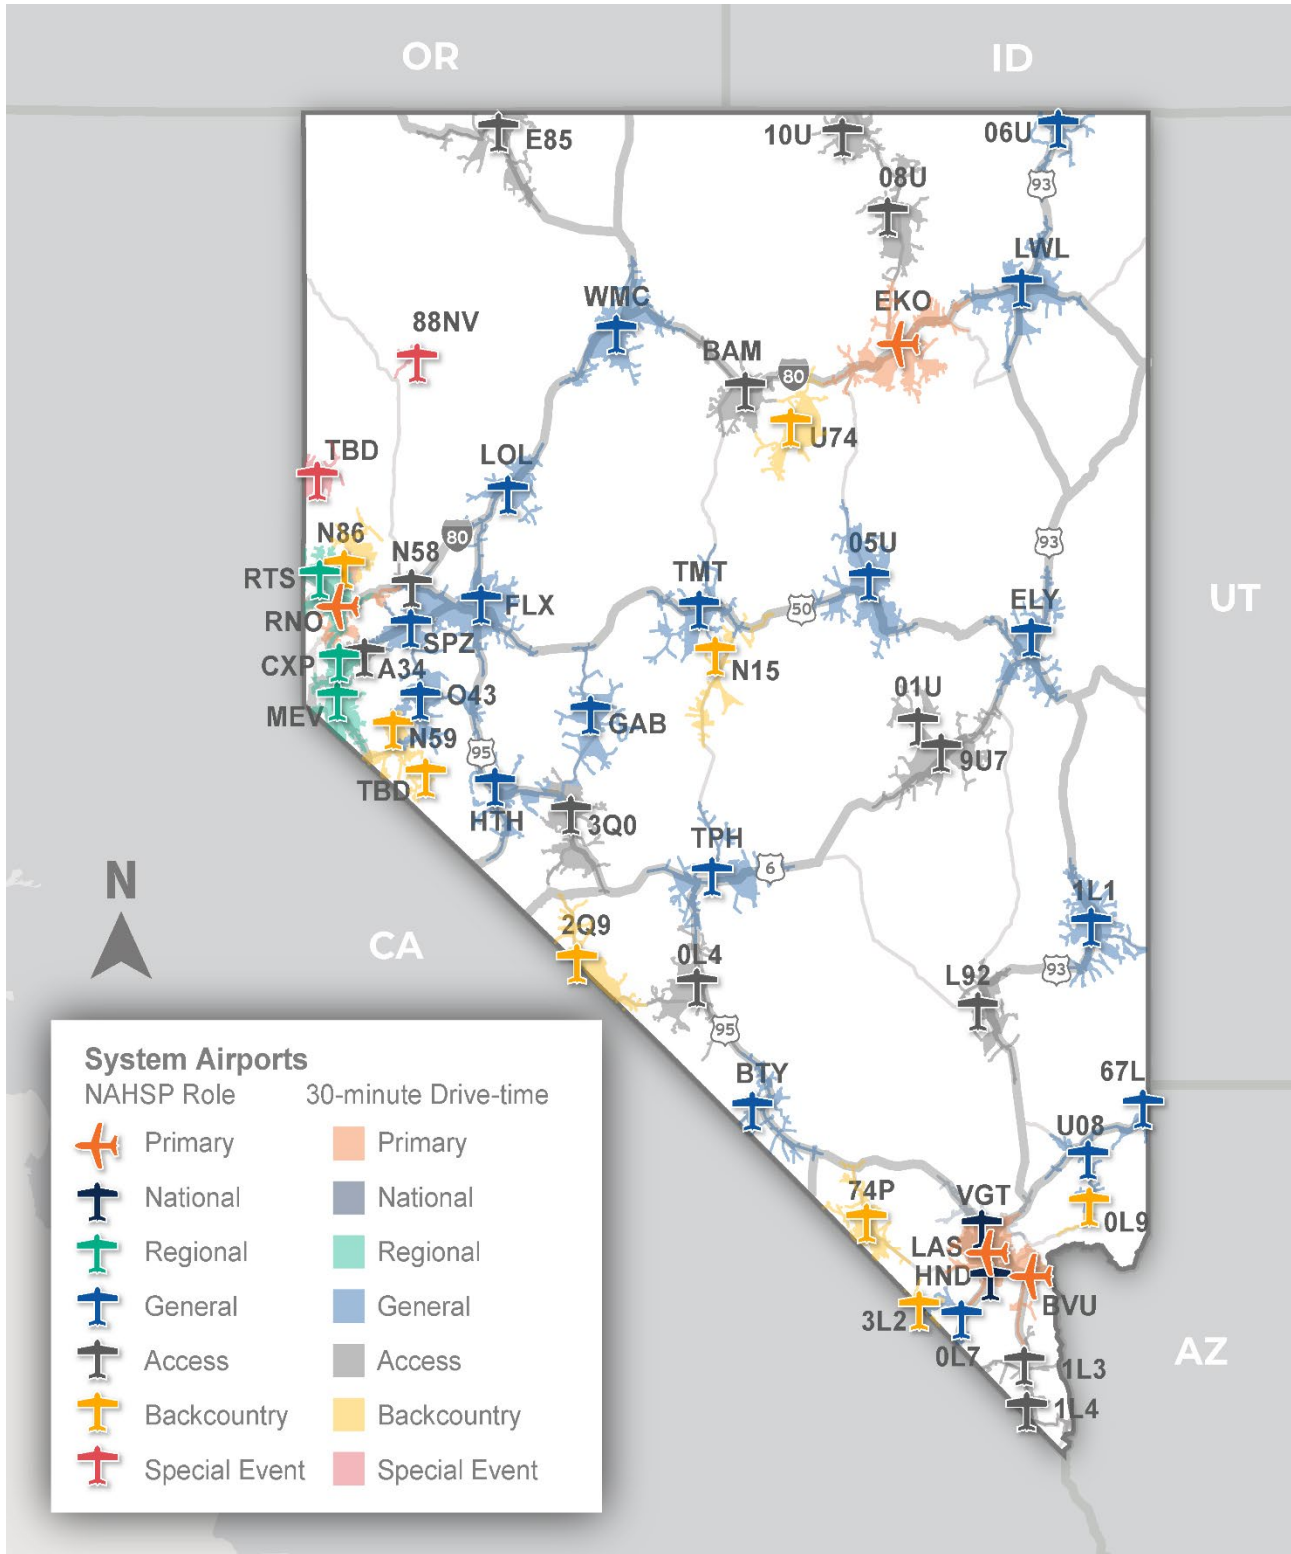 OR
ID
E85
10U
06U
08U
93
LWL
WMC
EKO
88NV
BAM
80
U74
TBD
LOL
N86
80
N58
05U
93
RTS
TMT
FLX
50
ELY
UT
RNO
SPZ
CXP
A34
N15
01U
O43
MEV
GAB
N59
95
9U7
TBD
HTH
3Q0
TPH
6
N
1L1
2Q9
CA
0L4
L92
93
95
BTY
67L
U08
74P
VGT
0L9
LAS
HND
BVU
3L2
0L7
AZ
1L3
1L4
System Airports
NAHSP Role 30-minute Drive-time
Primary Primary
National National
Regional Regional
General General
Access Access
Backcountry Backcountry
Special Event Special Event